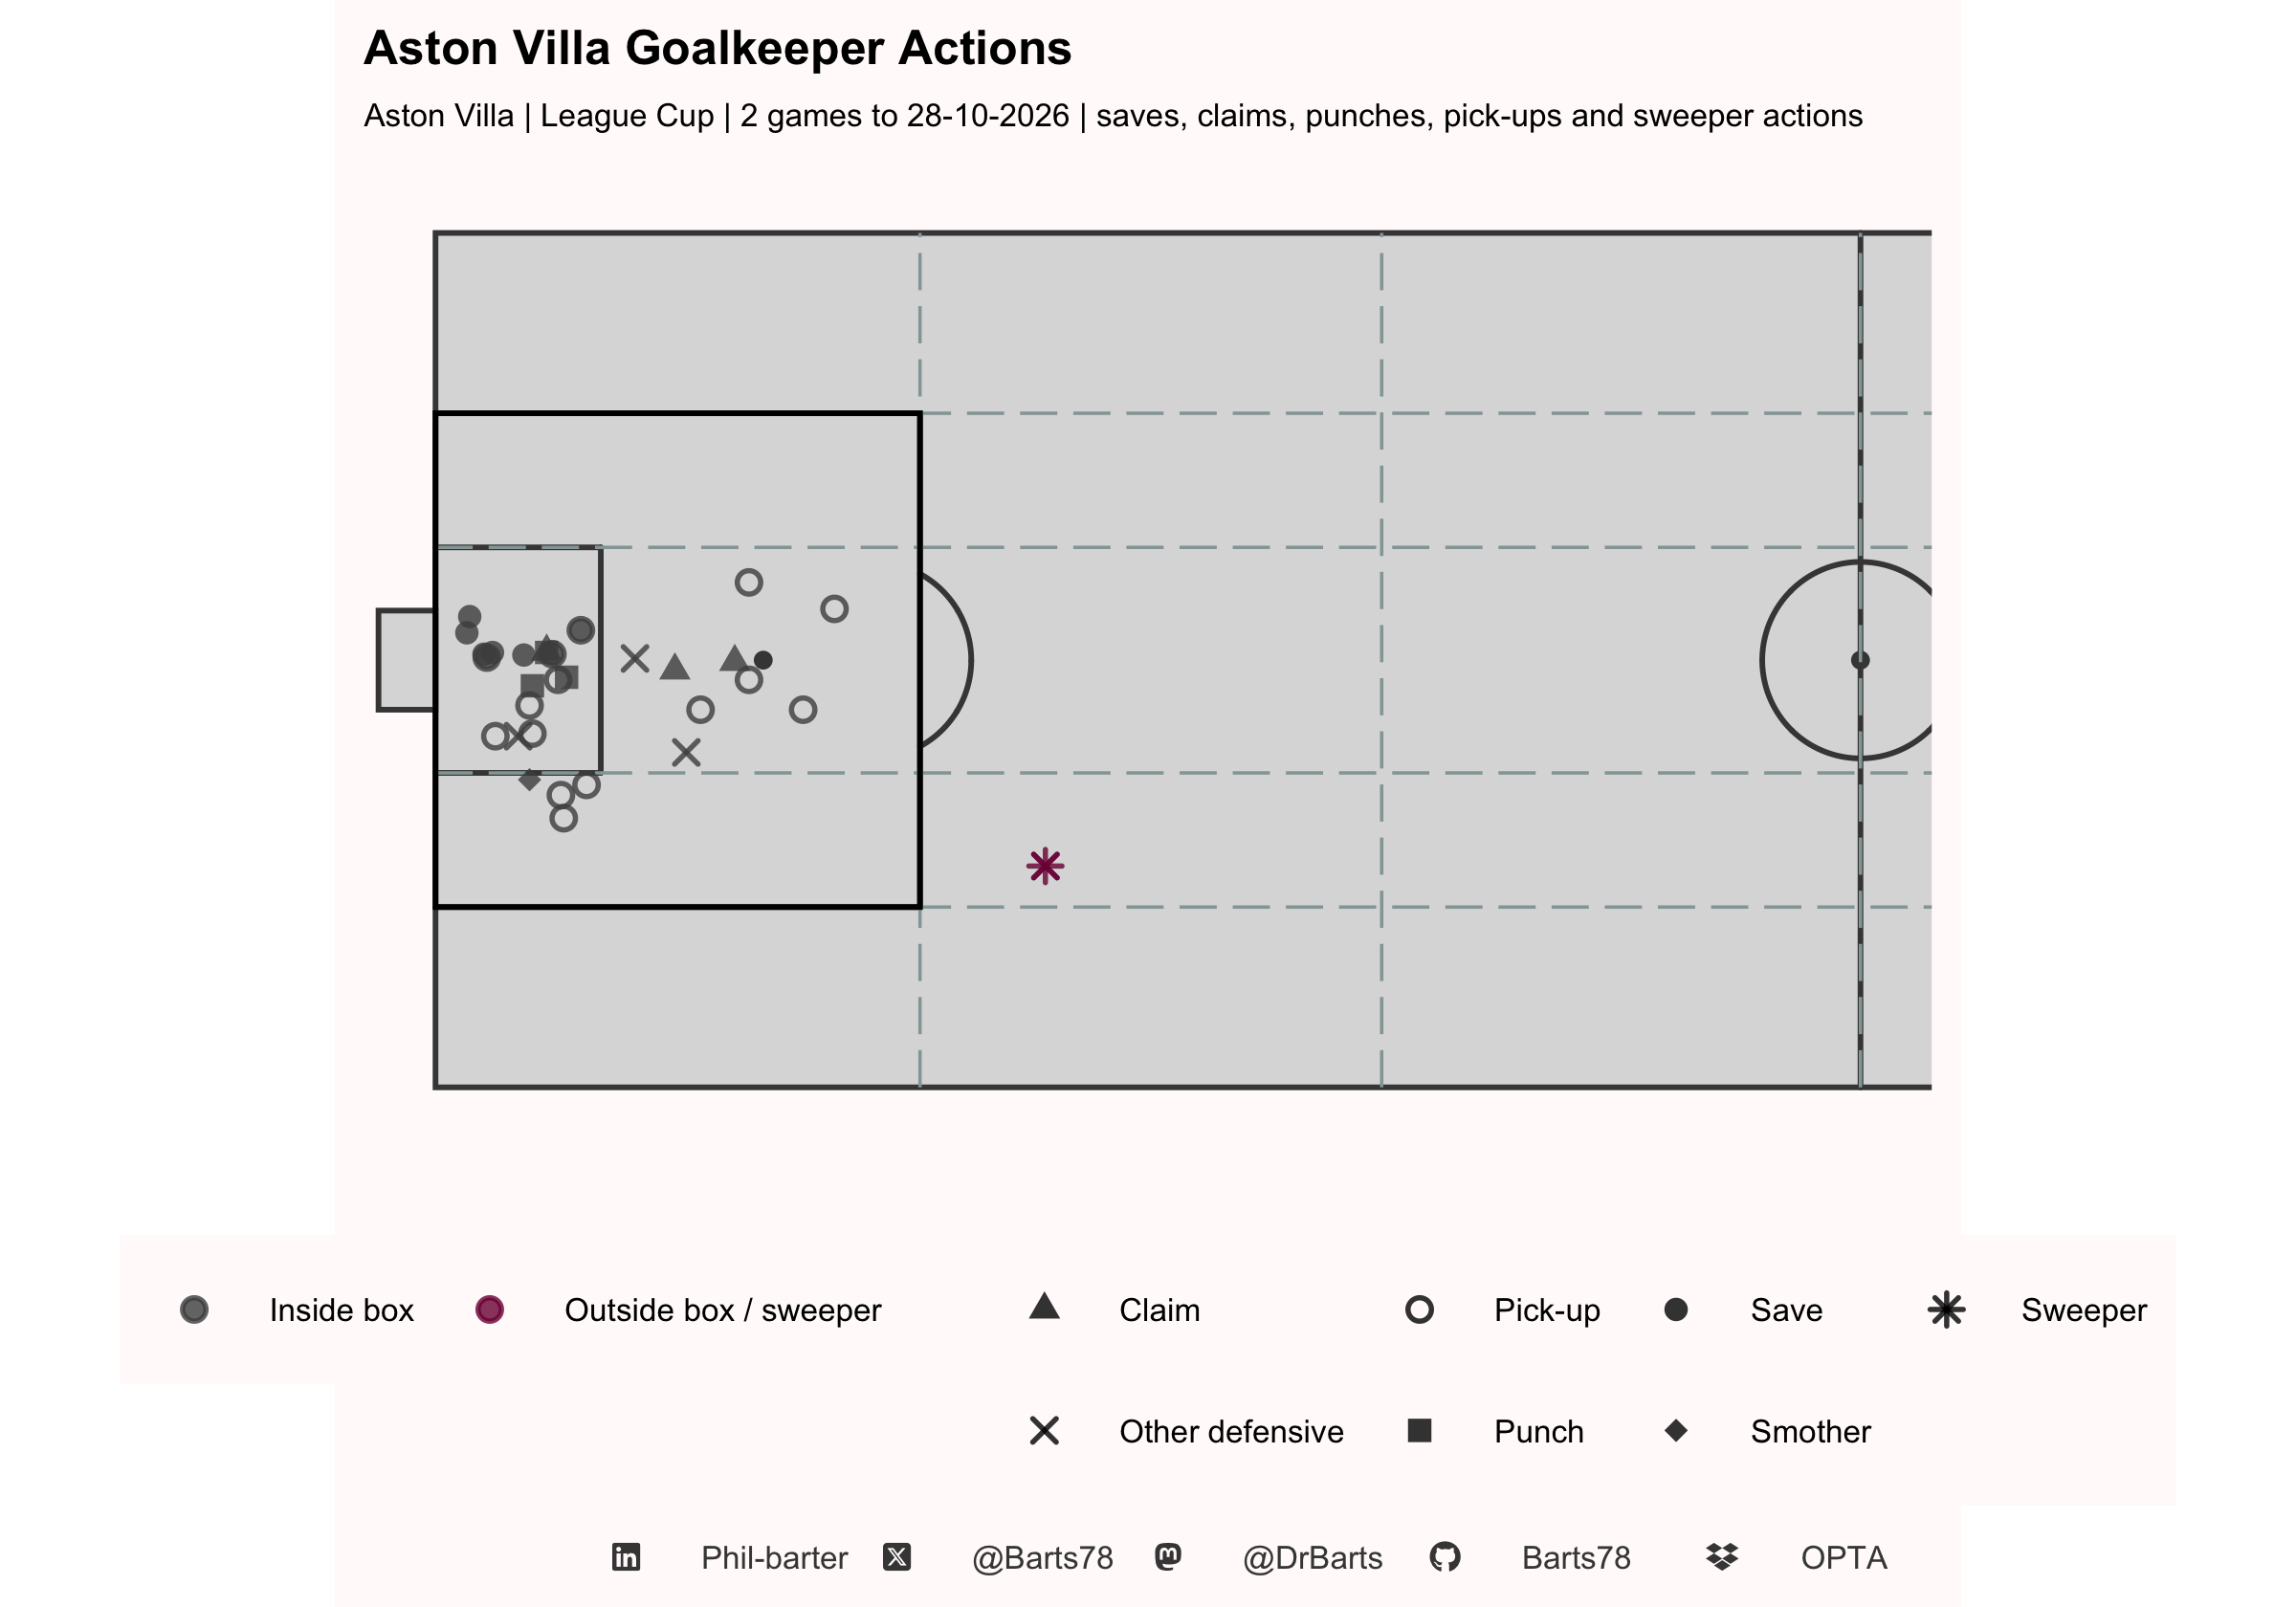 Aston Villa Goalkeeper Actions
Aston Villa | League Cup | 2 games to 28-10-2026 | saves, claims, punches, pick-ups and sweeper actions
Inside box Outside box / sweeper Claim Pick-up Save Sweeper
Other defensive Punch Smother
Phil-barter @Barts78 @DrBarts Barts78 OPTA